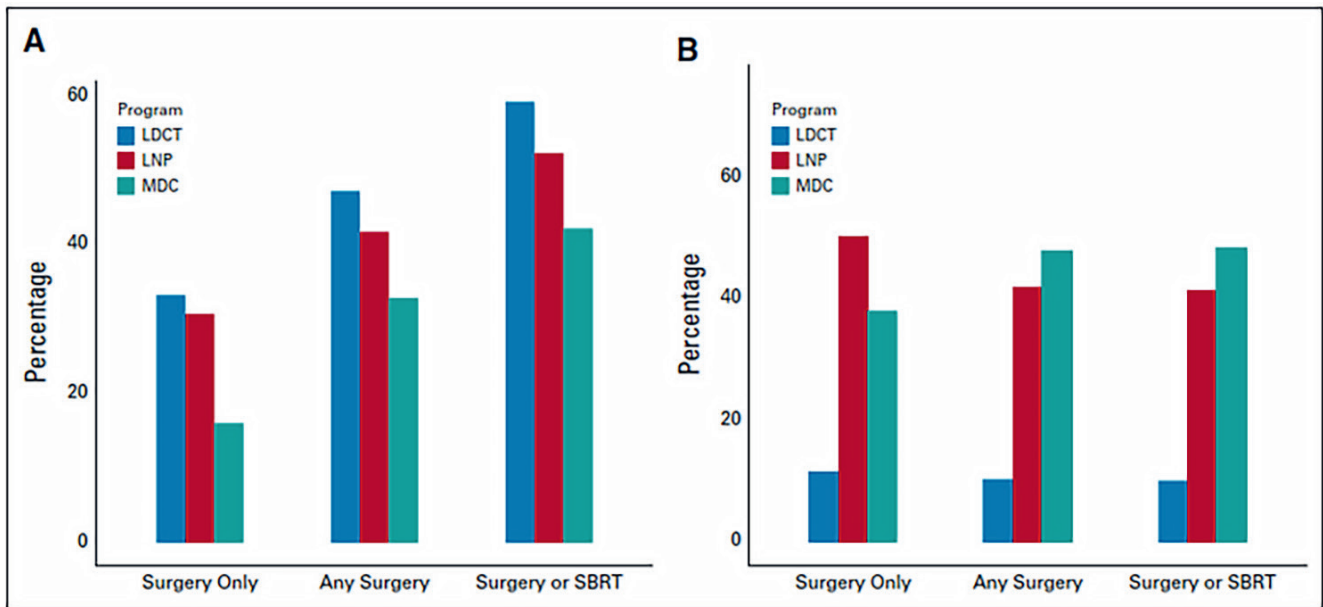 A
Percentage
60
40
20
0
Program
LDCT
LNP
MDC
Surgery Only
Any Surgery
Surgery or SBRT
B
Percentage
60
40
20
0
Program
LDCT
LNP
MDC
Surgery Only
Any Surgery
Surgery or SBRT